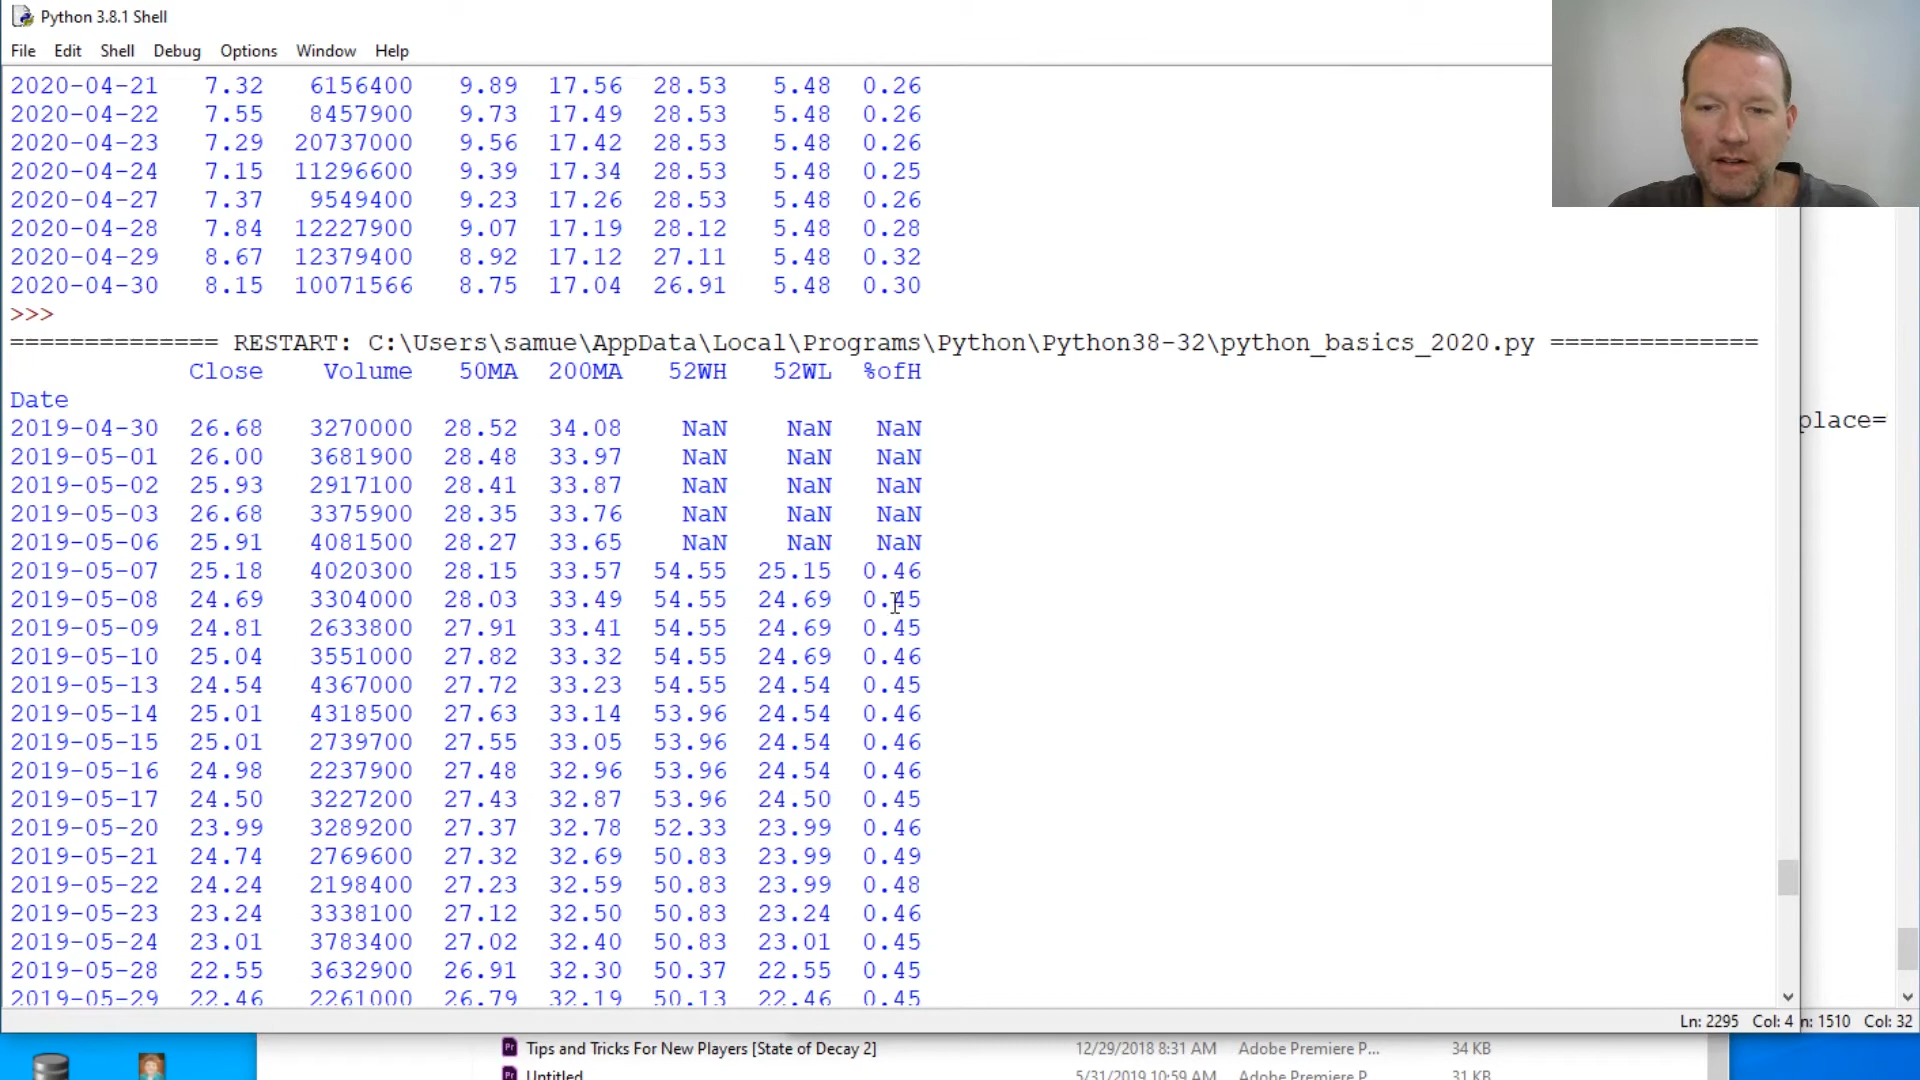 Python 3.8.1 Shell
File Edit Shell Debug Options Window Help
2020-04-21 7.32 6156400 9.89 17.56 28.53 5.48 0.26
2020-04-22 7.55 8457900 9.73 17.49 28.53 5.48 0.26
2020-04-23 7.29 20737000 9.56 17.42 28.53 5.48 0.26
2020-04-24 7.15 11296600 9.39 17.34 28.53 5.48 0.25
2020-04-27 7.37 9549400 9.23 17.26 28.53 5.48 0.26
2020-04-28 7.84 12227900 9.07 17.19 28.12 5.48 0.28
2020-04-29 8.67 12379400 8.92 17.12 27.11 5.48 0.32
2020-04-30 8.15 10071566 8.75 17.04 26.91 5.48 0.30
>>>
============== RESTART: C:\Users\samue\AppData\Local\Programs\Python\Python38-32\python_basics_2020.py ==============
Close Volume 50MA 200MA 52WH 52WL %ofH
Date
place=
2019-04-30 26.68 3270000 28.52 34.08 NaN NaN NaN
2019-05-01 26.00 3681900 28.48 33.97 NaN NaN NaN
2019-05-02 25.93 2917100 28.41 33.87 NaN NaN NaN
2019-05-03 26.68 3375900 28.35 33.76 NaN NaN NaN
2019-05-06 25.91 4081500 28.27 33.65 NaN NaN NaN
2019-05-07 25.18 4020300 28.15 33.57 54.55 25.15 0.46
2019-05-08 24.69 3304000 28.03 33.49 54.55 24.69 0.45
2019-05-09 24.81 2633800 27.91 33.41 54.55 24.69 0.45
2019-05-10 25.04 3551000 27.82 33.32 54.55 24.69 0.46
2019-05-13 24.54 4367000 27.72 33.23 54.55 24.54 0.45
2019-05-14 25.01 4318500 27.63 33.14 53.96 24.54 0.46
2019-05-15 25.01 2739700 27.55 33.05 53.96 24.54 0.46
2019-05-16 24.98 2237900 27.48 32.96 53.96 24.54 0.46
2019-05-17 24.50 3227200 27.43 32.87 53.96 24.50 0.45
2019-05-20 23.99 3289200 27.37 32.78 52.33 23.99 0.46
2019-05-21 24.74 2769600 27.32 32.69 50.83 23.99 0.49
2019-05-22 24.24 2198400 27.23 32.59 50.83 23.99 0.48
2019-05-23 23.24 3338100 27.12 32.50 50.83 23.24 0.46
2019-05-24 23.01 3783400 27.02 32.40 50.83 23.01 0.45
2019-05-28 22.55 3632900 26.91 32.30 50.37 22.55 0.45
2019-05-29 22.46 2261000 26.79 32.19 50.13 22.46 0.45
Ln: 2295 Col: 4 n: 1510 Col: 32
Tips and Tricks For New Players [State of Decay 2] 12/29/2018 8:31 AM Adobe Premiere P... 34 KB
Untitled 5/31/2019 10:59 AM Adobe Premiere P... 31 KB